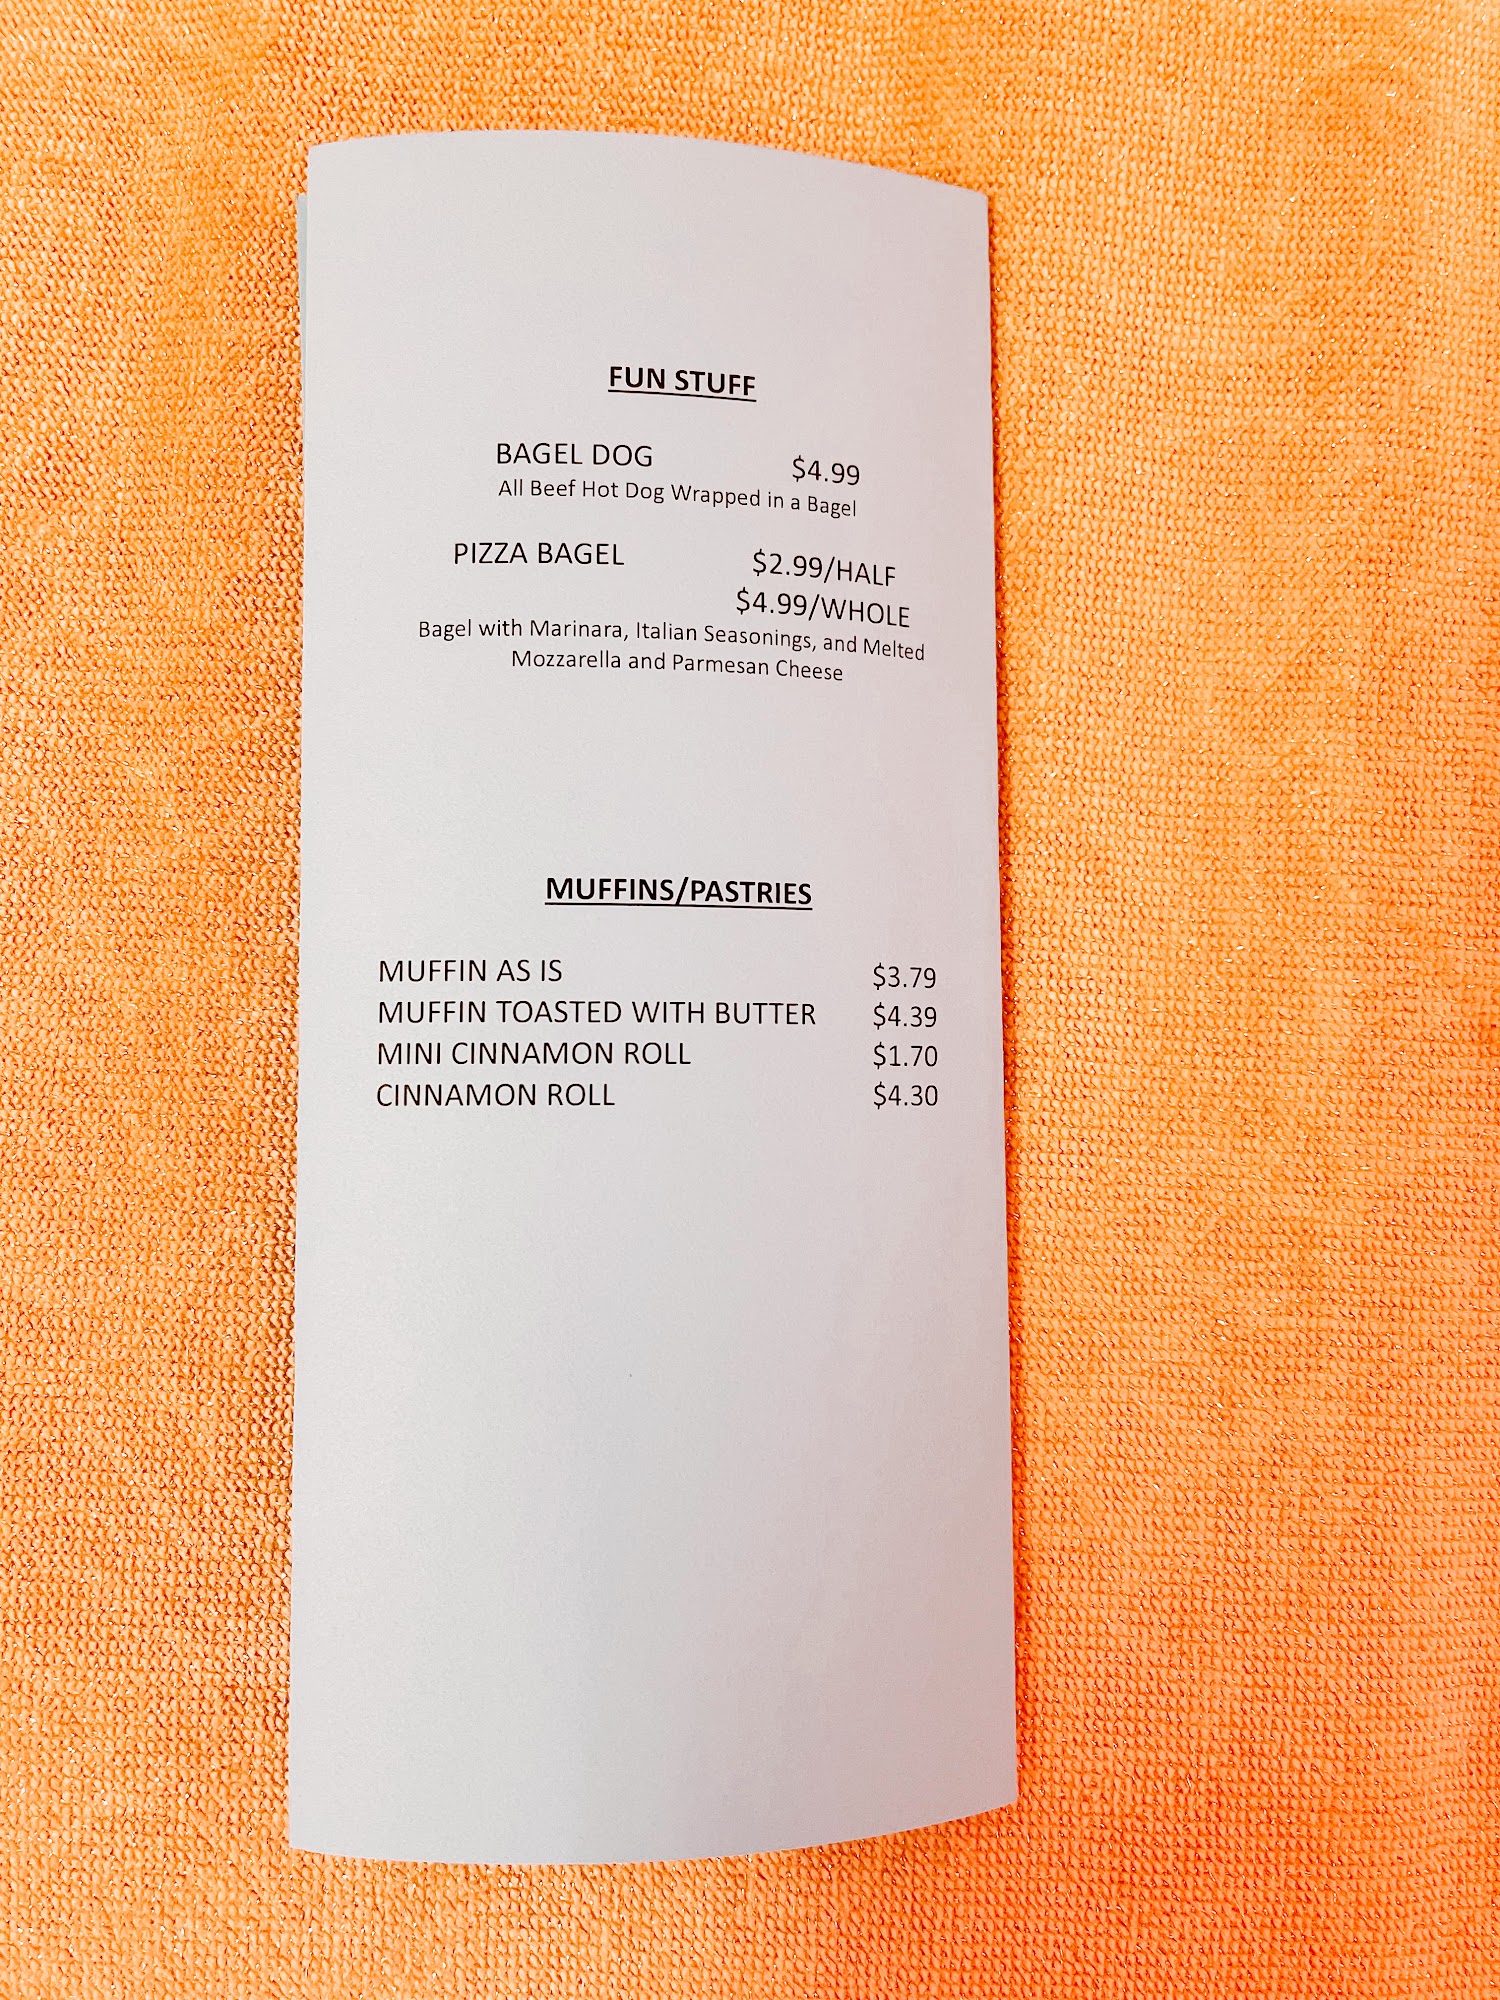 FUN STUFF
BAGEL DOG $4.99
All Beef Hot Dog Wrapped in a Bagel
PIZZA BAGEL $2.99/HALF
$4.99/WHOLE
Bagel with Marinara, Italian Seasonings, and Melted
Mozzarella and Parmesan Cheese
MUFFINS/PASTRIES
MUFFIN AS IS $3.79
MUFFIN TOASTED WITH BUTTER $4.39
MINI CINNAMON ROLL $1.70
CINNAMON ROLL $4.30